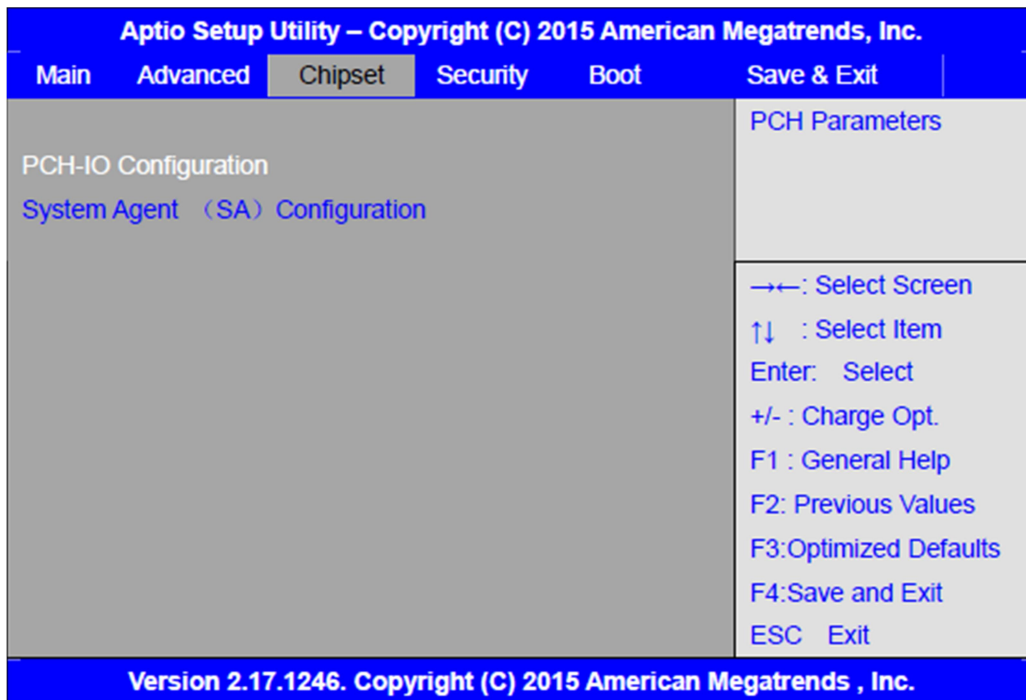 Aptio Setup Utility – Copyright (C) 2015 American Megatrends, Inc.
Main Advanced Chipset Security Boot Save & Exit
PCH-IO Configuration
System Agent （SA）Configuration
PCH Parameters
→←: Select Screen
↑↓ : Select Item
Enter: Select
+/- : Charge Opt.
F1 : General Help
F2: Previous Values
F3:Optimized Defaults
F4:Save and Exit
ESC Exit
Version 2.17.1246. Copyright (C) 2015 American Megatrends , Inc.